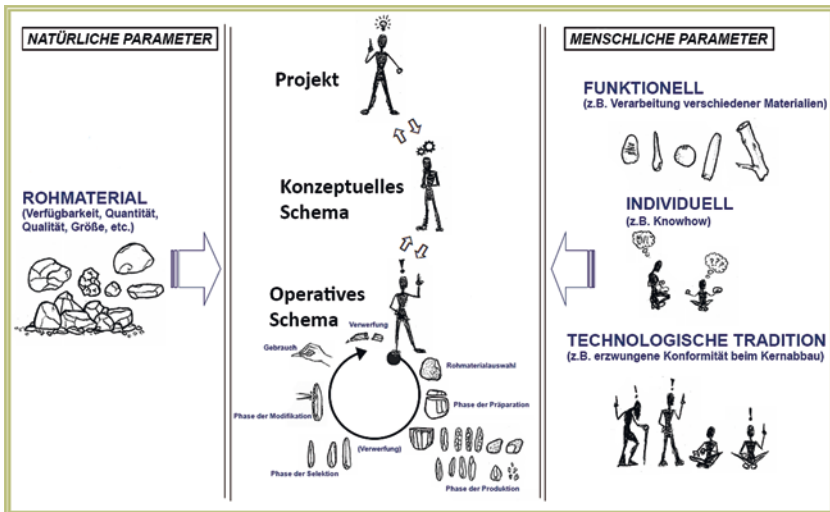 NATÜRLICHE PARAMETER
ROHMATERIAL
(Verfügbarkeit, Quantität,
Qualität, Größe, etc.)
Projekt
Konzeptuelles
Schema
Operatives
Schema
Verwerfung
Gebrauch
Rohmaterialauswahl
Phase der Modifikation
Phase der Präparation
(Verwerfung)
Phase der Selektion
Phase der Produktion
MENSCHLICHE PARAMETER
FUNKTIONELL
(z.B. Verarbeitung verschiedener Materialien)
INDIVIDUELL
(z.B. Knowhow)
TECHNOLOGISCHE TRADITION
(z.B. erzwungene Konformität beim Kernabbau)